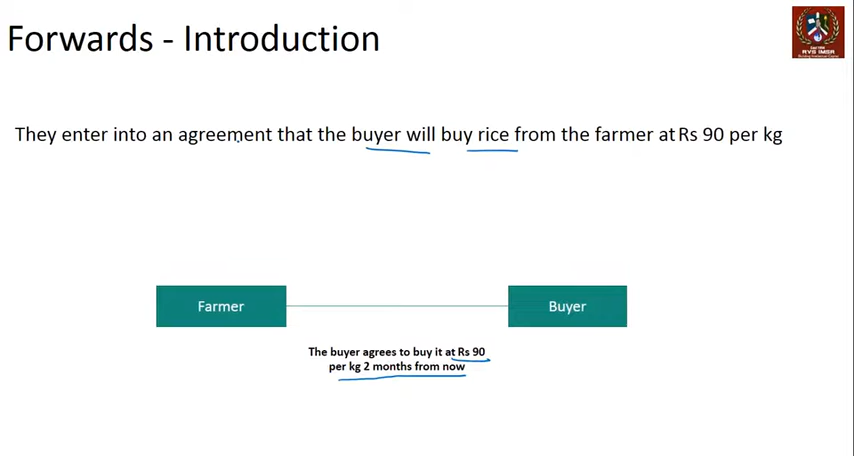 Forwards - Introduction
RVS IMSR
They enter into an agreement that the buyer will buy rice from the farmer at Rs 90 per kg
Farmer
Buyer
The buyer agrees to buy it at Rs 90
per kg 2 months from now